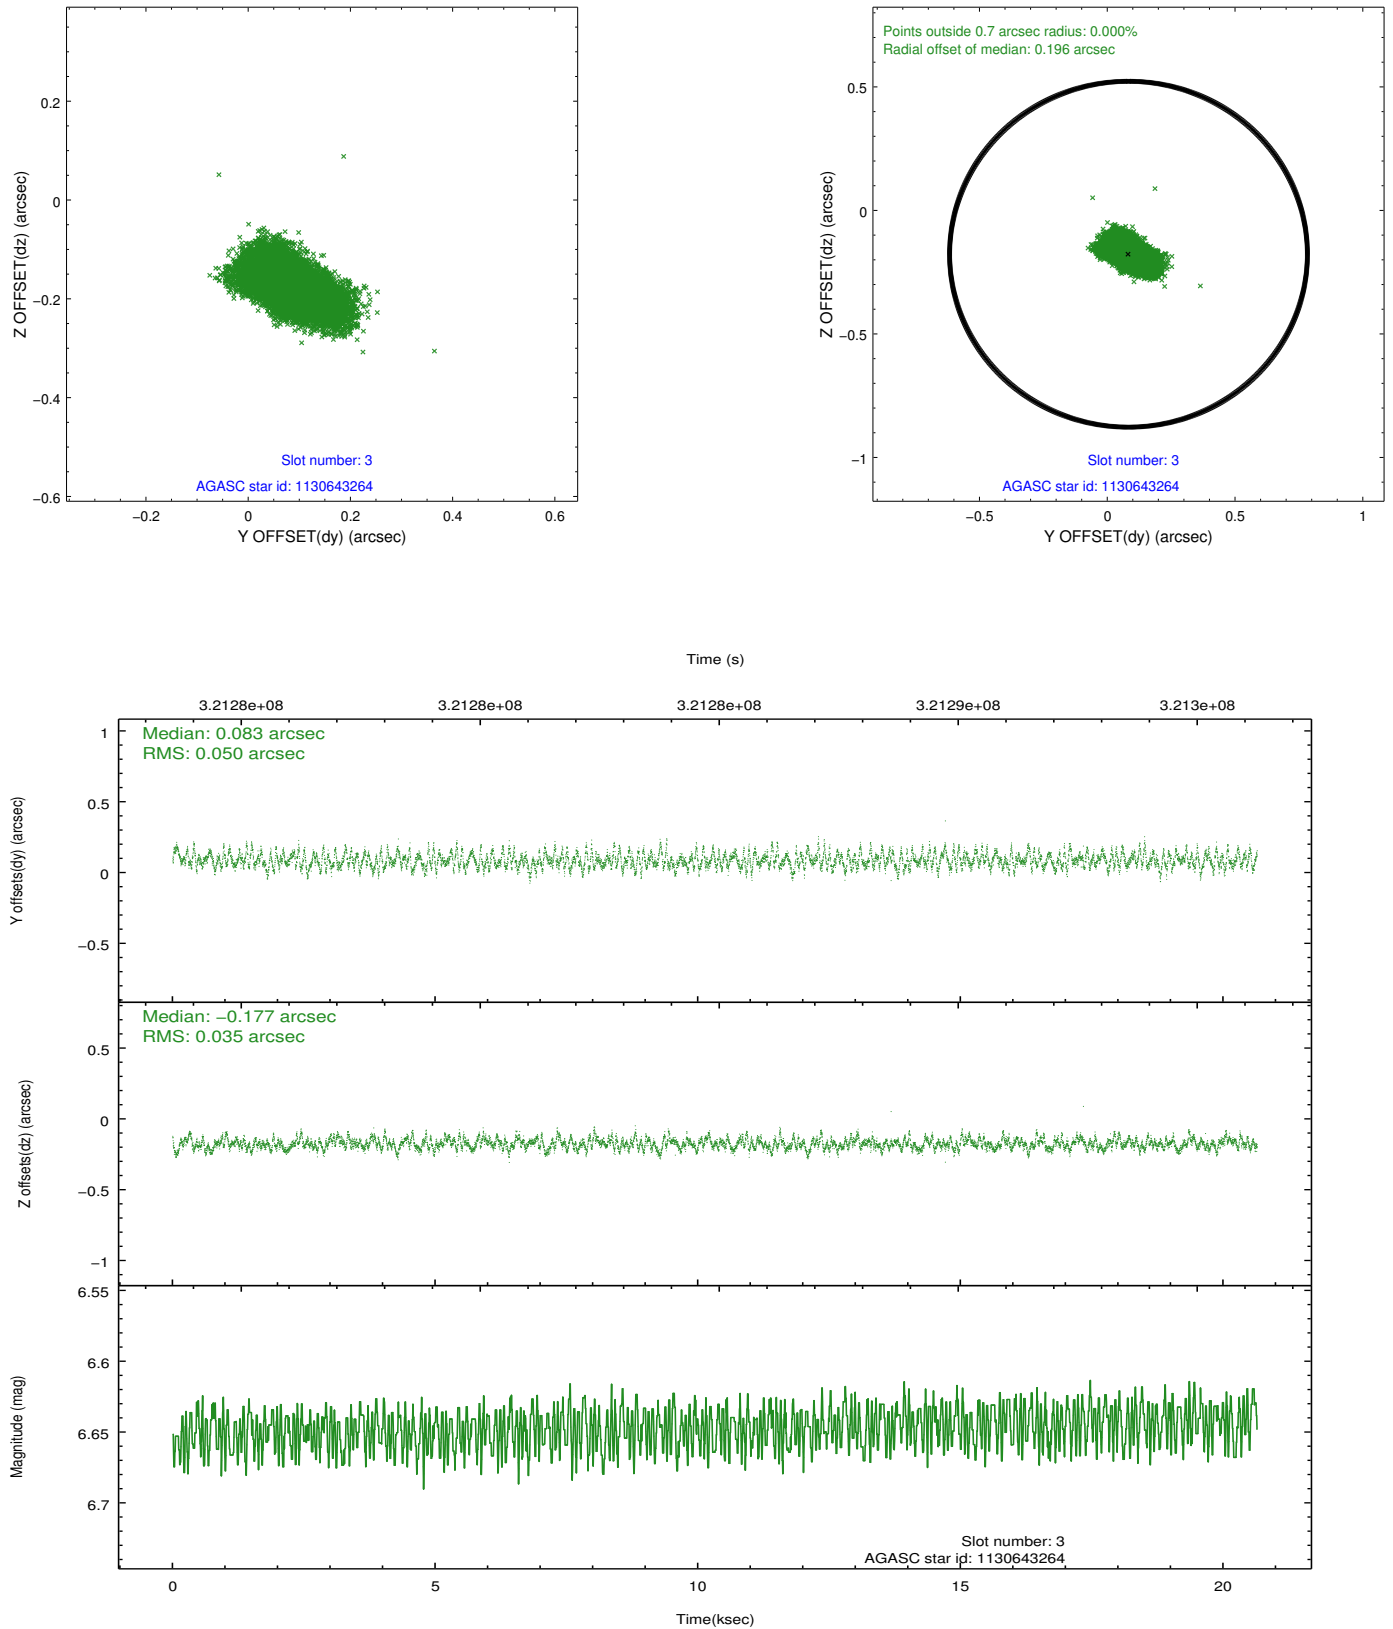 0.2
0
−0.2
−0.4
−0.6
Z OFFSET(dz) (arcsec)
Slot number: 3
AGASC star id: 1130643264
−0.2 0 0.2 0.4 0.6
Y OFFSET(dy) (arcsec)
Points outside 0.7 arcsec radius: 0.000%
Radial offset of median: 0.196 arcsec
0.5
0
−0.5
−1
Z OFFSET(dz) (arcsec)
Slot number: 3
AGASC star id: 1130643264
−0.5 0 0.5 1
Y OFFSET(dy) (arcsec)
Time (s)
3.2128e+08 3.2128e+08 3.2128e+08 3.2129e+08 3.213e+08
Median: 0.083 arcsec
RMS: 0.050 arcsec
1
0.5
0
−0.5
Y offsets(dy) (arcsec)
Median: −0.177 arcsec
RMS: 0.035 arcsec
0.5
0
−0.5
−1
Z offsets(dz) (arcsec)
6.55
6.6
6.65
6.7
Magnitude (mag)
Slot number: 3
AGASC star id: 1130643264
0 5 10 15 20
Time(ksec)